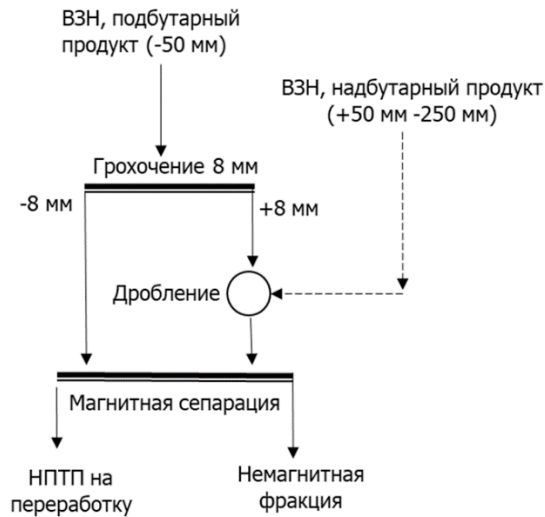 ВЗН, подбутарный
продукт (-50 мм)
ВЗН, надбутарный продукт
(+50 мм -250 мм)
Грохочение 8 мм
-8 мм
+8 мм
Дробление
Магнитная сепарация
НПТП на
переработку
Немагнитная
фракция